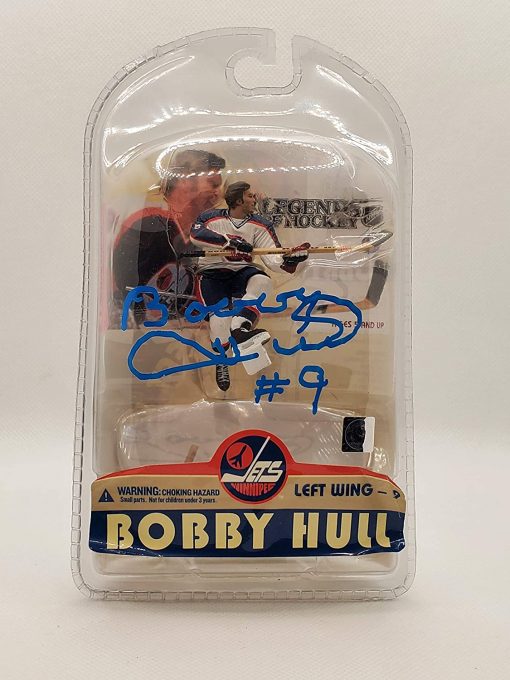 LEGENDS
OF HOCKEY
Bobby
Hull
#9
JETS
WINNIPEG
WARNING: CHOKING HAZARD
Small parts. Not for children under 3 years.
LEFT WING – 9
BOBBY HULL